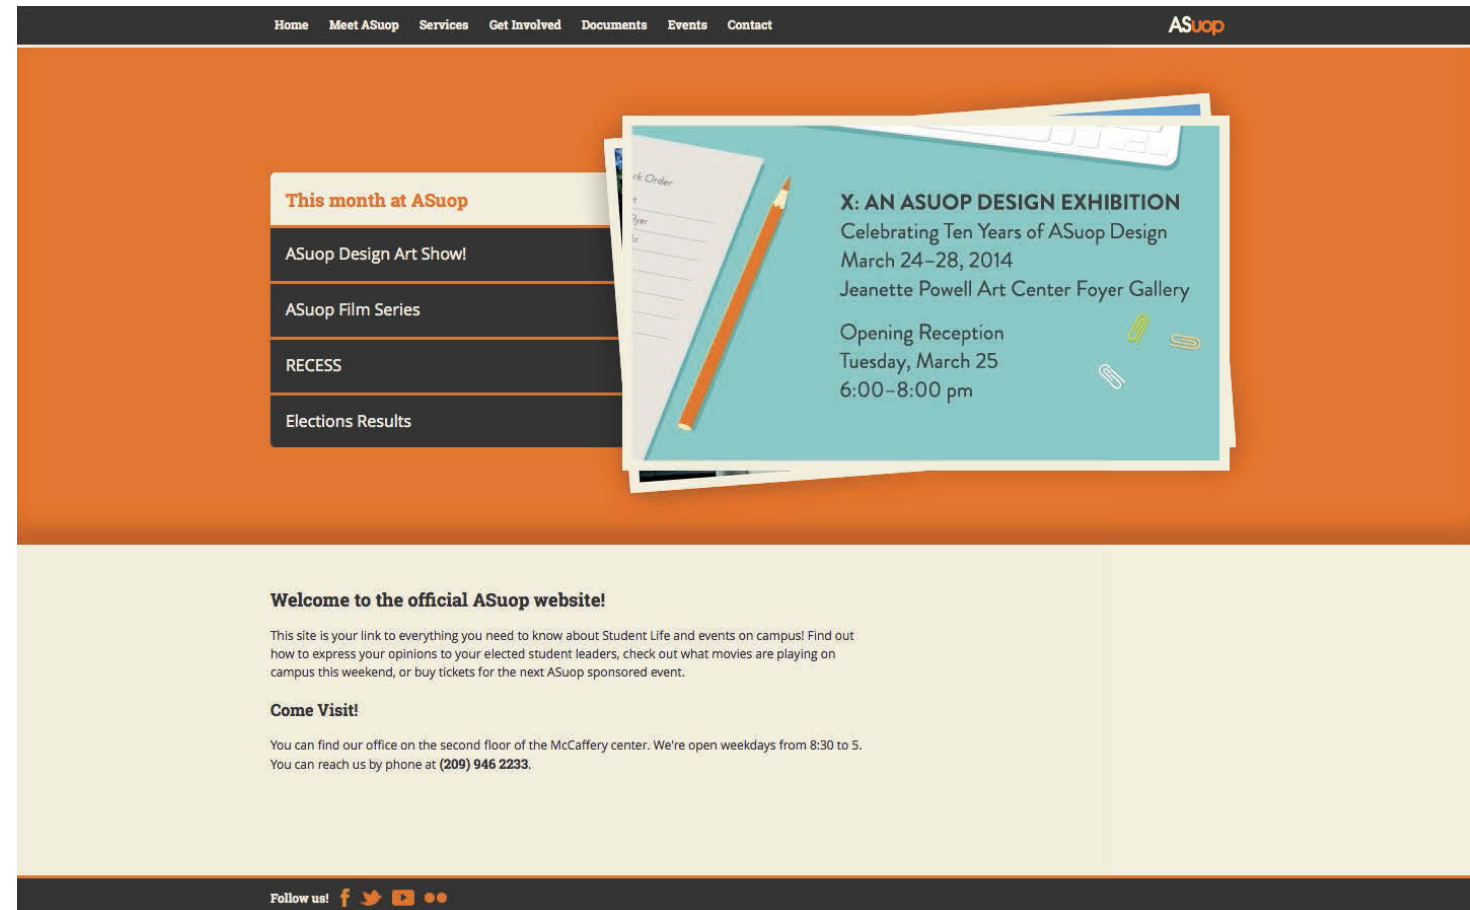 Home Meet ASuop Services Get Involved Documents Events Contact ASuop
This month at ASuop
ASuop Design Art Show!
ASuop Film Series
RECESS
Elections Results
rk Order
X: AN ASUOP DESIGN EXHIBITION
Celebrating Ten Years of ASuop Design
March 24–28, 2014
Jeanette Powell Art Center Foyer Gallery
Opening Reception
Tuesday, March 25
6:00–8:00 pm
Welcome to the official ASuop website!
This site is your link to everything you need to know about Student Life and events on campus! Find out
how to express your opinions to your elected student leaders, check out what movies are playing on
campus this weekend, or buy tickets for the next ASuop sponsored event.
Come Visit!
You can find our office on the second floor of the McCaffery center. We're open weekdays from 8:30 to 5.
You can reach us by phone at (209) 946 2233.
Follow us!